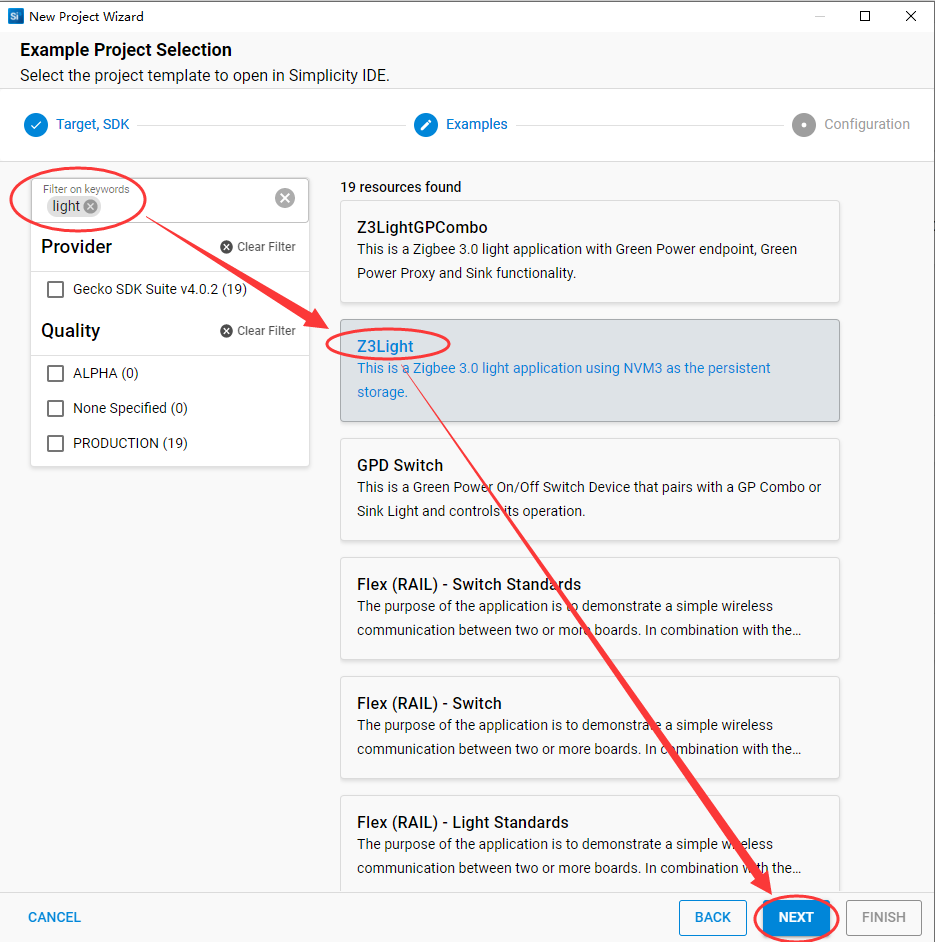 Si New Project Wizard
Example Project Selection
Select the project template to open in Simplicity IDE.
Target, SDK
Examples
Configuration
Filter on keywords
light
Provider
Clear Filter
Gecko SDK Suite v4.0.2 (19)
Quality
Clear Filter
ALPHA (0)
None Specified (0)
PRODUCTION (19)
19 resources found
Z3LightGPCombo
This is a Zigbee 3.0 light application with Green Power endpoint, Green
Power Proxy and Sink functionality.
Z3Light
This is a Zigbee 3.0 light application using NVM3 as the persistent
storage.
GPD Switch
This is a Green Power On/Off Switch Device that pairs with a GP Combo or
Sink Light and controls its operation.
Flex (RAIL) - Switch Standards
The purpose of the application is to demonstrate a simple wireless
communication between two or more boards. In combination with the...
Flex (RAIL) - Switch
The purpose of the application is to demonstrate a simple wireless
communication between two or more boards. In combination with the...
Flex (RAIL) - Light Standards
The purpose of the application is to demonstrate a simple wireless
communication between two or more boards. In combination with the...
CANCEL
BACK
NEXT
FINISH